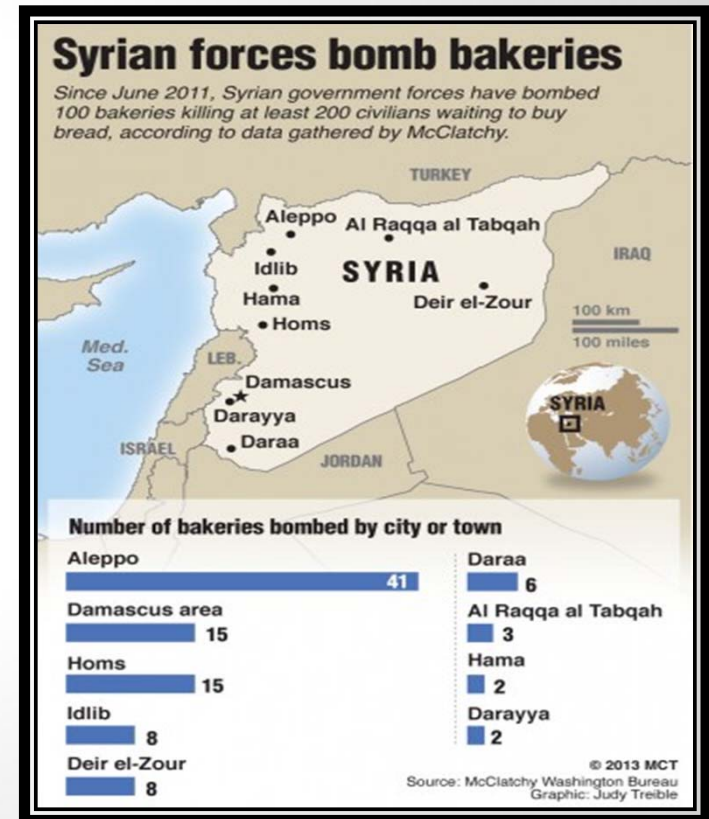 Syrian forces bomb bakeries
Since June 2011, Syrian government forces have bombed
100 bakeries killing at least 200 civilians waiting to buy
bread, according to data gathered by McClatchy.
TURKEY
Aleppo
Al Raqqa al Tabqah
IRAQ
Idlib
SYRIA
Hama
Deir el-Zour
Homs
100 km
100 miles
Med.
Sea
LEB.
Damascus
SYRIA
Darayya
ISRAEL
Daraa
JORDAN
Number of bakeries bombed by city or town
Aleppo
41
Damascus area
15
Homs
15
Idlib
8
Deir el-Zour
8
Daraa
6
Al Raqqa al Tabqah
3
Hama
2
Darayya
2
© 2013 MCT
Source: McClatchy Washington Bureau
Graphic: Judy Treible